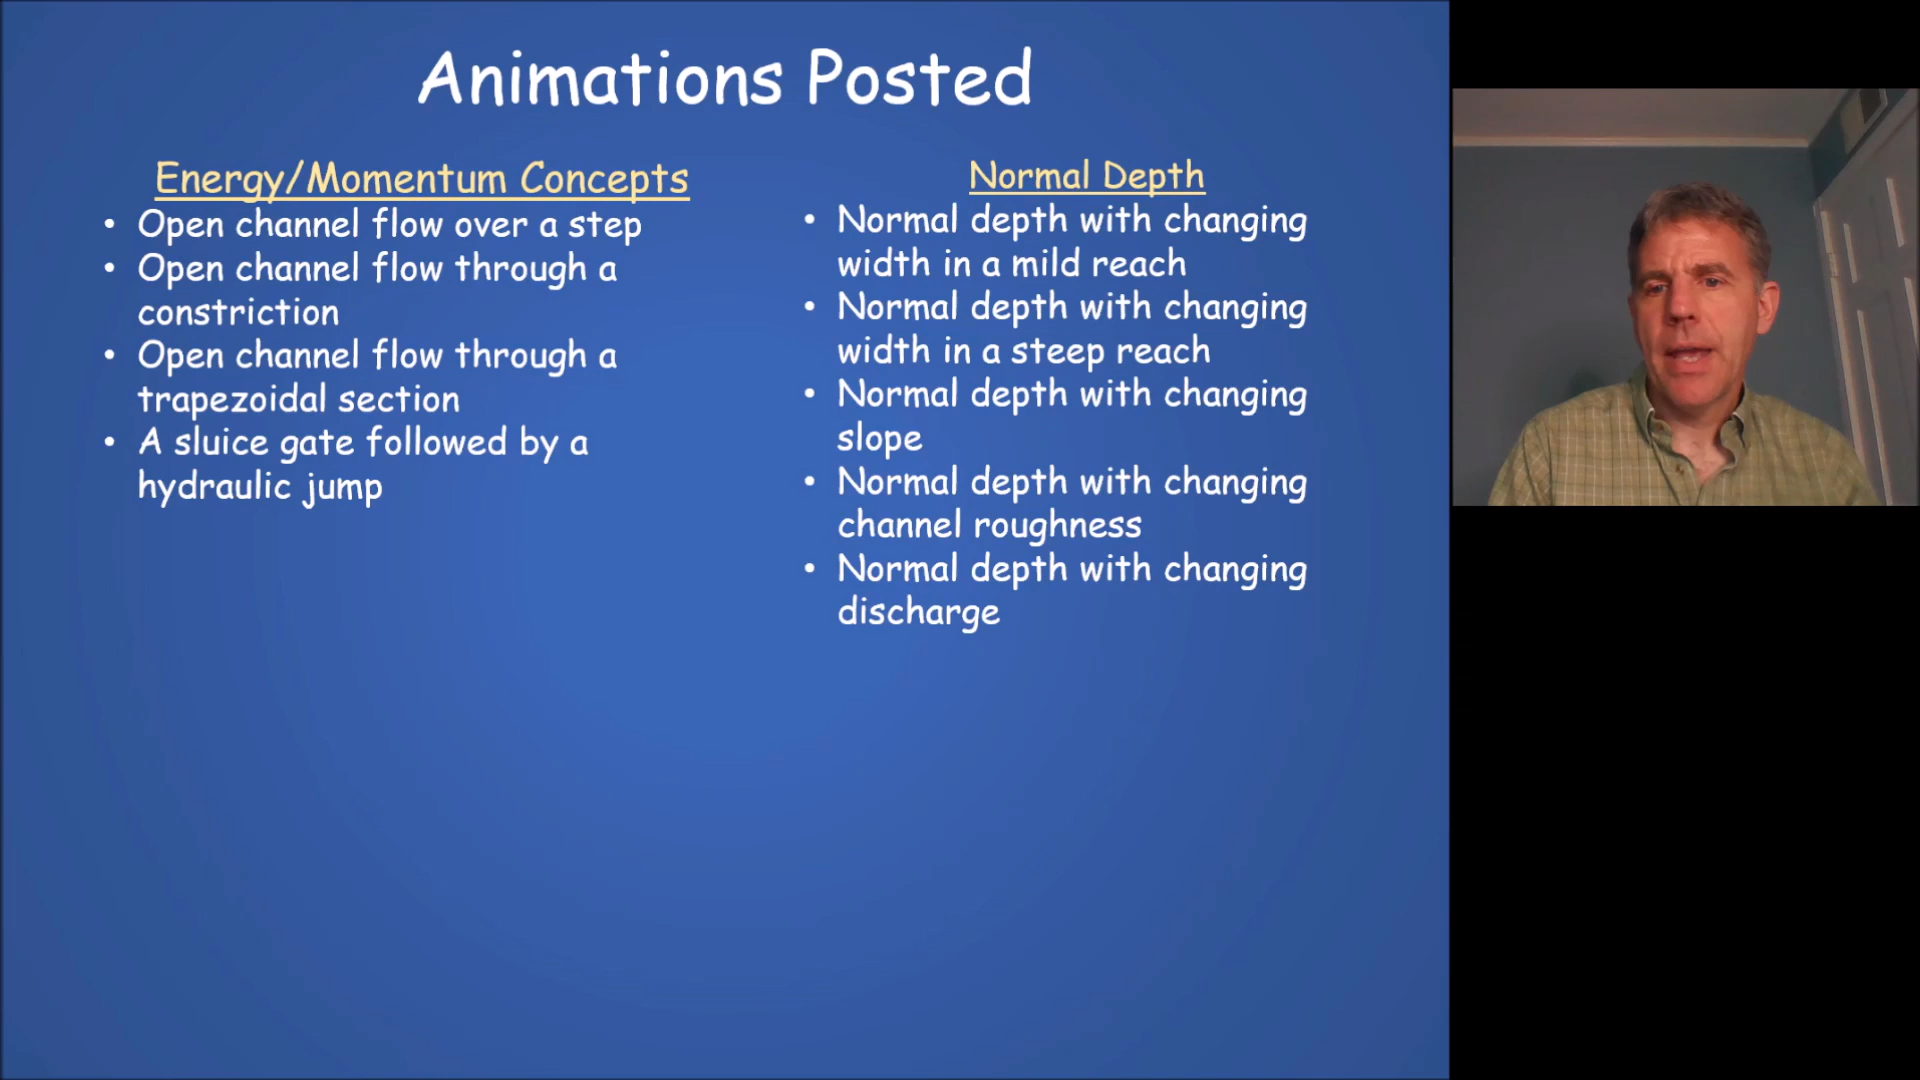 Animations Posted
Energy/Momentum Concepts
• Open channel flow over a step
• Open channel flow through a
constriction
• Open channel flow through a
trapezoidal section
• A sluice gate followed by a
hydraulic jump
Normal Depth
• Normal depth with changing
width in a mild reach
• Normal depth with changing
width in a steep reach
• Normal depth with changing
slope
• Normal depth with changing
channel roughness
• Normal depth with changing
discharge